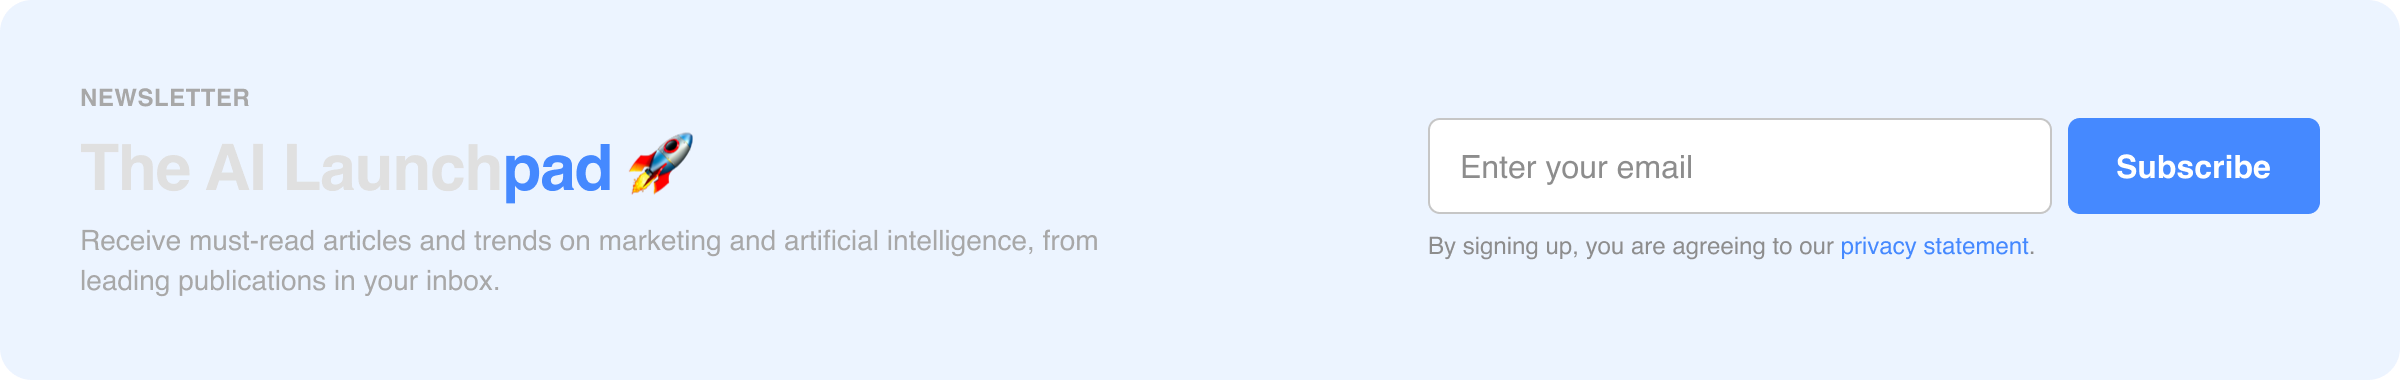 NEWSLETTER
The AI Launchpad 🚀
Receive must-read articles and trends on marketing and artificial intelligence, from
leading publications in your inbox.
Enter your email
Subscribe
By signing up, you are agreeing to our privacy statement.